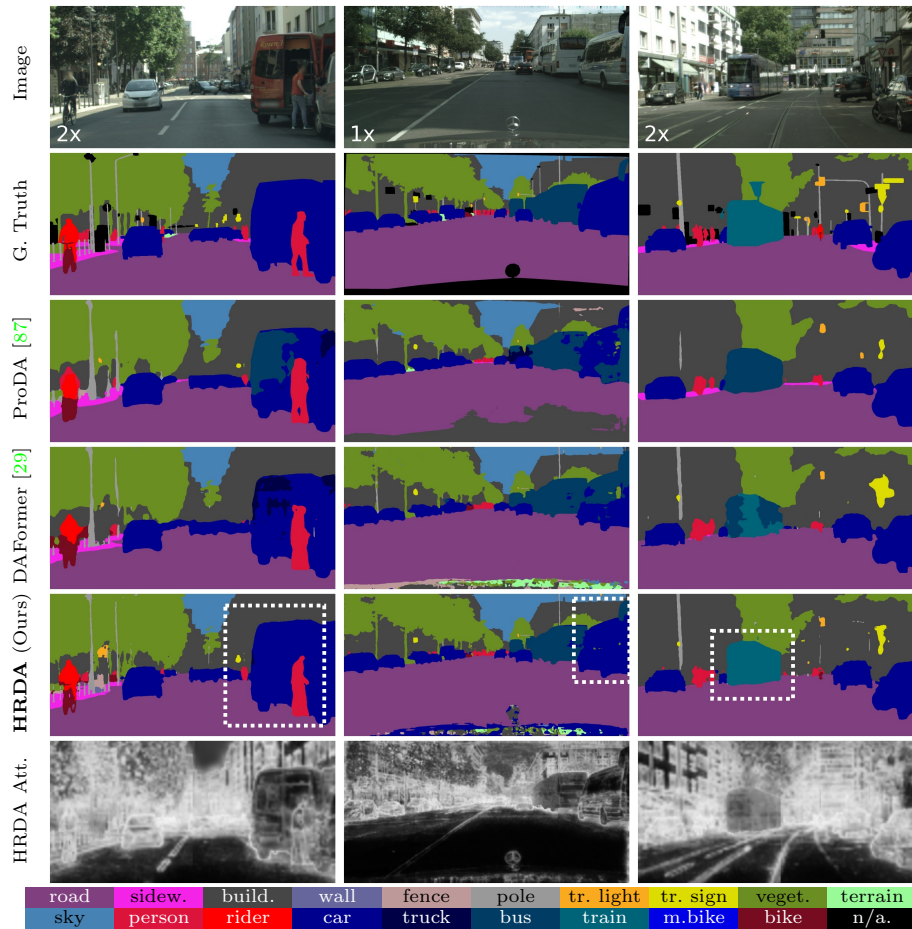 Image
2x
1x
2x
G. Truth
ProDA [87]
DAFormer [29]
HRDA (Ours)
HRDA Att.
road sidew. build. wall fence pole tr. light tr. sign veget. terrain
sky person rider car truck bus train m.bike bike n/a.